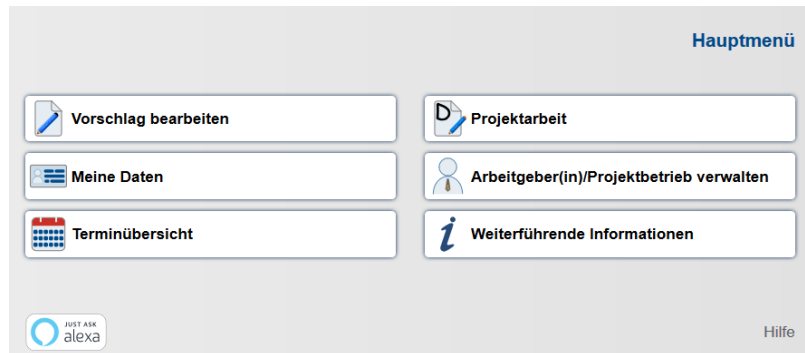 Hauptmenü
Vorschlag bearbeiten
D Projektarbeit
Meine Daten
Arbeitgeber(in)/Projektbetrieb verwalten
Terminübersicht
i Weiterführende Informationen
JUST ASK
alexa
Hilfe